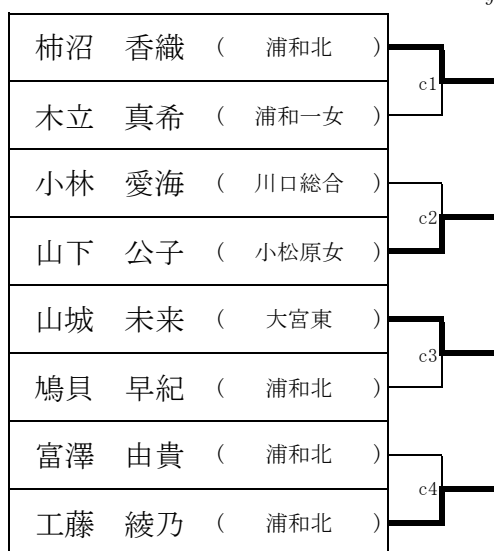 柿沼 香織 ( 浦和北 )
c1
木立 真希 ( 浦和一女 )
小林 愛海 ( 川口総合 )
c2
山下 公子 ( 小松原女 )
山城 未来 ( 大宮東 )
c3
鳩貝 早紀 ( 浦和北 )
富澤 由貴 ( 浦和北 )
c4
工藤 綾乃 ( 浦和北 )